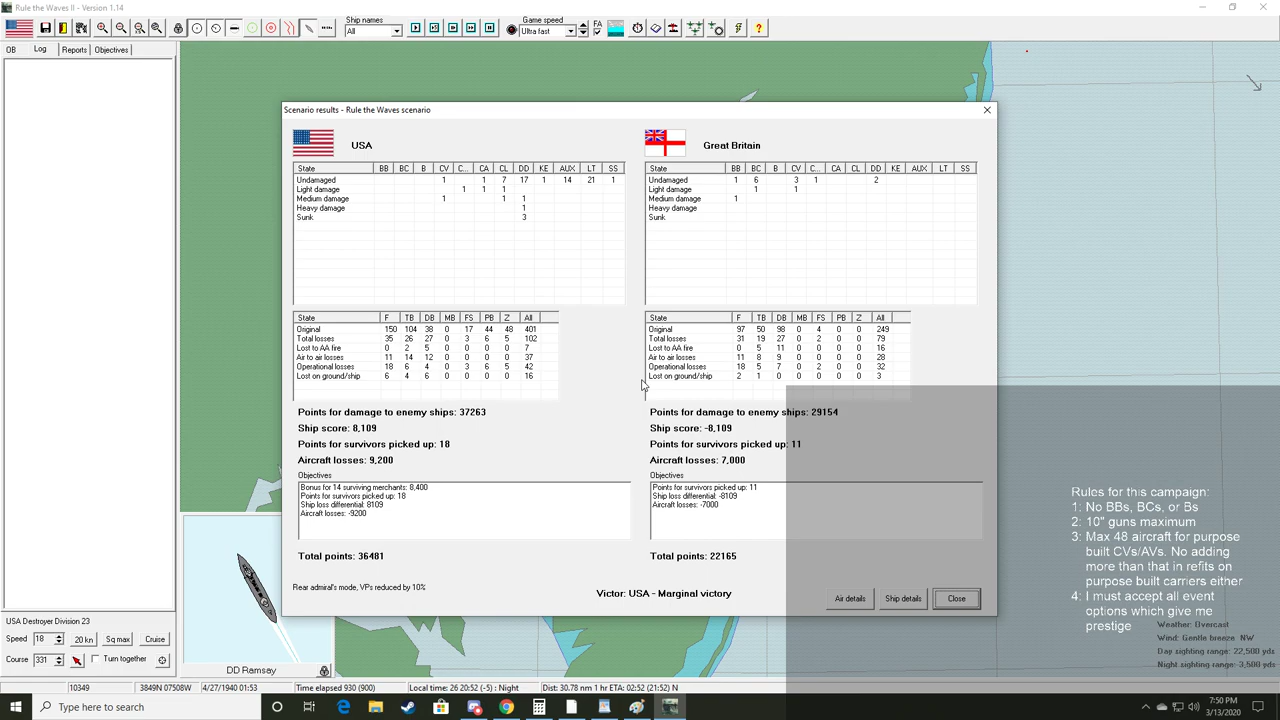 Rule the Waves II - Version 1.14
Ship names
All
Game speed
Ultra fast
FA
OB Log Reports Objectives
Scenario results - Rule the Waves scenario
USA
State BB BC B CV C... CA CL DD KE AUX LT SS
Undamaged 1 1 7 17 1 14 21 1
Light damage 1 1 1
Medium damage 1 1 1
Heavy damage 1
Sunk 3
State F TB DB MB FS PB Z All
Original 150 104 38 0 17 44 48 401
Total losses 35 26 27 0 3 6 5 102
Lost to AA fire 0 2 5 0 0 0 0 7
Air to air losses 11 14 12 0 0 0 0 37
Operational losses 18 6 4 0 3 6 5 42
Lost on ground/ship 6 4 6 0 0 0 0 16
Points for damage to enemy ships: 37263
Ship score: 8,109
Points for survivors picked up: 18
Aircraft losses: 9,200
Objectives
Bonus for 14 surviving merchants: 8,400
Points for survivors picked up: 18
Ship loss differential: 8109
Aircraft losses: -9200
Total points: 36481
Rear admiral's mode, VPs reduced by 10%
Great Britain
State BB BC B CV C... CA CL DD KE AUX LT SS
Undamaged 1 6 3 1 2
Light damage 1 1
Medium damage 1
Heavy damage
Sunk
State F TB DB MB FS PB Z All
Original 97 50 98 0 4 0 0 249
Total losses 31 19 27 0 2 0 0 79
Lost to AA fire 0 5 11 0 0 0 0 16
Air to air losses 11 8 9 0 0 0 0 28
Operational losses 18 5 7 0 2 0 0 32
Lost on ground/ship 2 1 0 0 0 0 0 3
Points for damage to enemy ships: 29154
Ship score: -8,109
Points for survivors picked up: 11
Aircraft losses: 7,000
Objectives
Points for survivors picked up: 11
Ship loss differential: -8109
Aircraft losses: -7000
Total points: 22165
Victor: USA - Marginal victory
Air details Ship details Close
Rules for this campaign:
1: No BBs, BCs, or Bs
2: 10" guns maximum
3: Max 48 aircraft for purpose
built CVs/AVs. No adding
more than that in refits on
purpose built carriers either
4: I must accept all event
options which give me
prestige
Weather: Overcast
Wind: Gentle breeze NW
Day sighting range: 22,500 yds
Night sighting range: 3,500 yds
USA Destroyer Division 23
Speed 18 20 kn Sq max Cruise
Course 331 Turn together
DD Ramsay
10349 3849N 07508W 4/27/1940 01:53 Time elapsed 930 (900) Local time: 26 20:52 (-5) : Night Dist: 30.78 nm 1 hr ETA: 02:52 (21:52) N
Type here to search
7:50 PM
3/13/2020